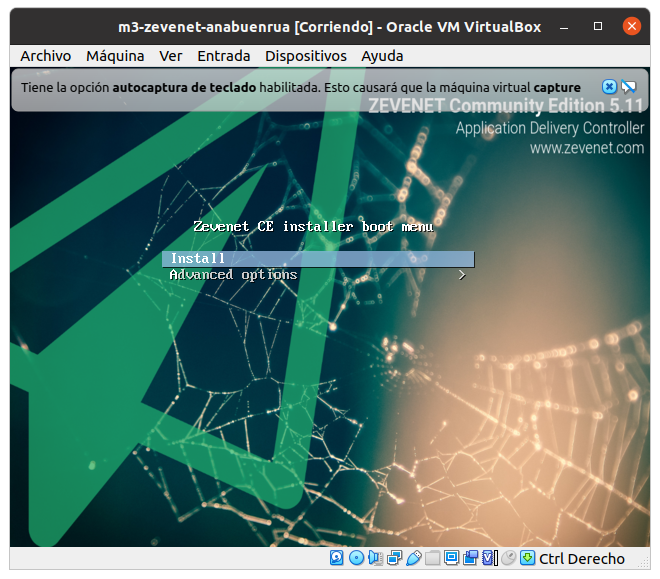 m3-zevenet-anabuenrua [Corriendo] - Oracle VM VirtualBox
Archivo Máquina Ver Entrada Dispositivos Ayuda
Tiene la opción autocaptura de teclado habilitada. Esto causará que la máquina virtual capture
ZEVENET Community Edition 5.11
Application Delivery Controller
www.zevenet.com
Zevenet CE installer boot menu
Install
Advanced options >
Ctrl Derecho